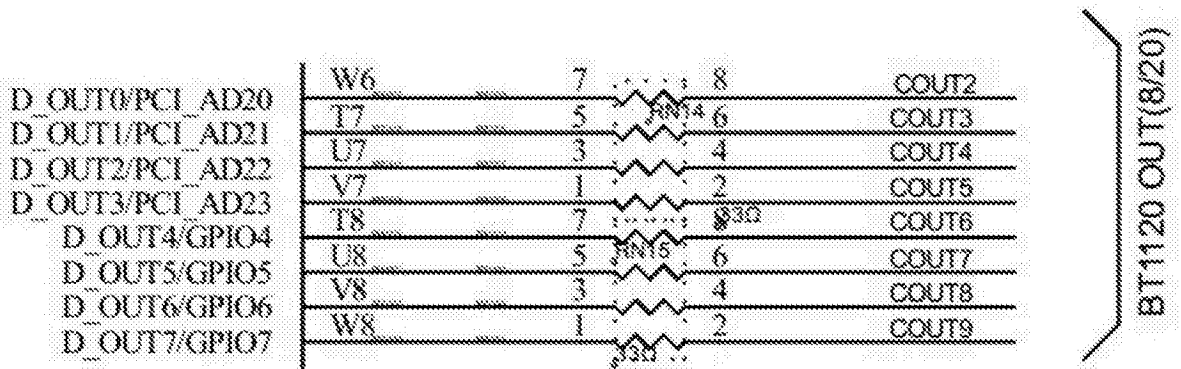 W6 7 8 COUT2
D_OUT0/PCI_AD20
RN14
T7 5 6 COUT3
D_OUT1/PCI_AD21
U7 3 4 COUT4
D_OUT2/PCI_AD22
V7 1 2 COUT5
D_OUT3/PCI_AD23
33Ω
T8 7 8 COUT6
D_OUT4/GPIO4
RN15
U8 5 6 COUT7
D_OUT5/GPIO5
V8 3 4 COUT8
D_OUT6/GPIO6
W8 1 2 COUT9
D_OUT7/GPIO7
33Ω
BT1120 OUT(8/20)